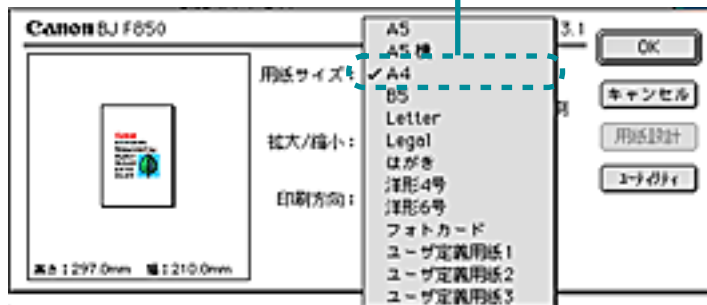 Canon BJ F850
3.1
用紙サイズ：
拡大/縮小：
印刷方向：
A5
A5 横
✓A4
B5
Letter
Legal
はがき
洋形4号
洋形6号
フォトカード
ユーザ定義用紙1
ユーザ定義用紙2
ユーザ定義用紙3
OK
キャンセル
用紙設計
ユーティリティ
高さ：297.0mm 幅：210.0mm